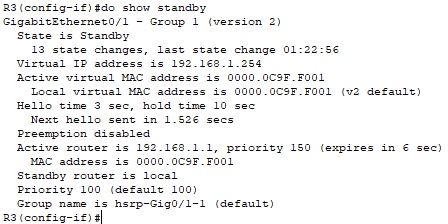 R3(config-if)#do show standby
GigabitEthernet0/1 - Group 1 (version 2)
State is Standby
13 state changes, last state change 01:22:56
Virtual IP address is 192.168.1.254
Active virtual MAC address is 0000.0C9F.F001
Local virtual MAC address is 0000.0C9F.F001 (v2 default)
Hello time 3 sec, hold time 10 sec
Next hello sent in 1.526 secs
Preemption disabled
Active router is 192.168.1.1, priority 150 (expires in 6 sec)
MAC address is 0000.0C9F.F001
Standby router is local
Priority 100 (default 100)
Group name is hsrp-Gig0/1-1 (default)
R3(config-if)#